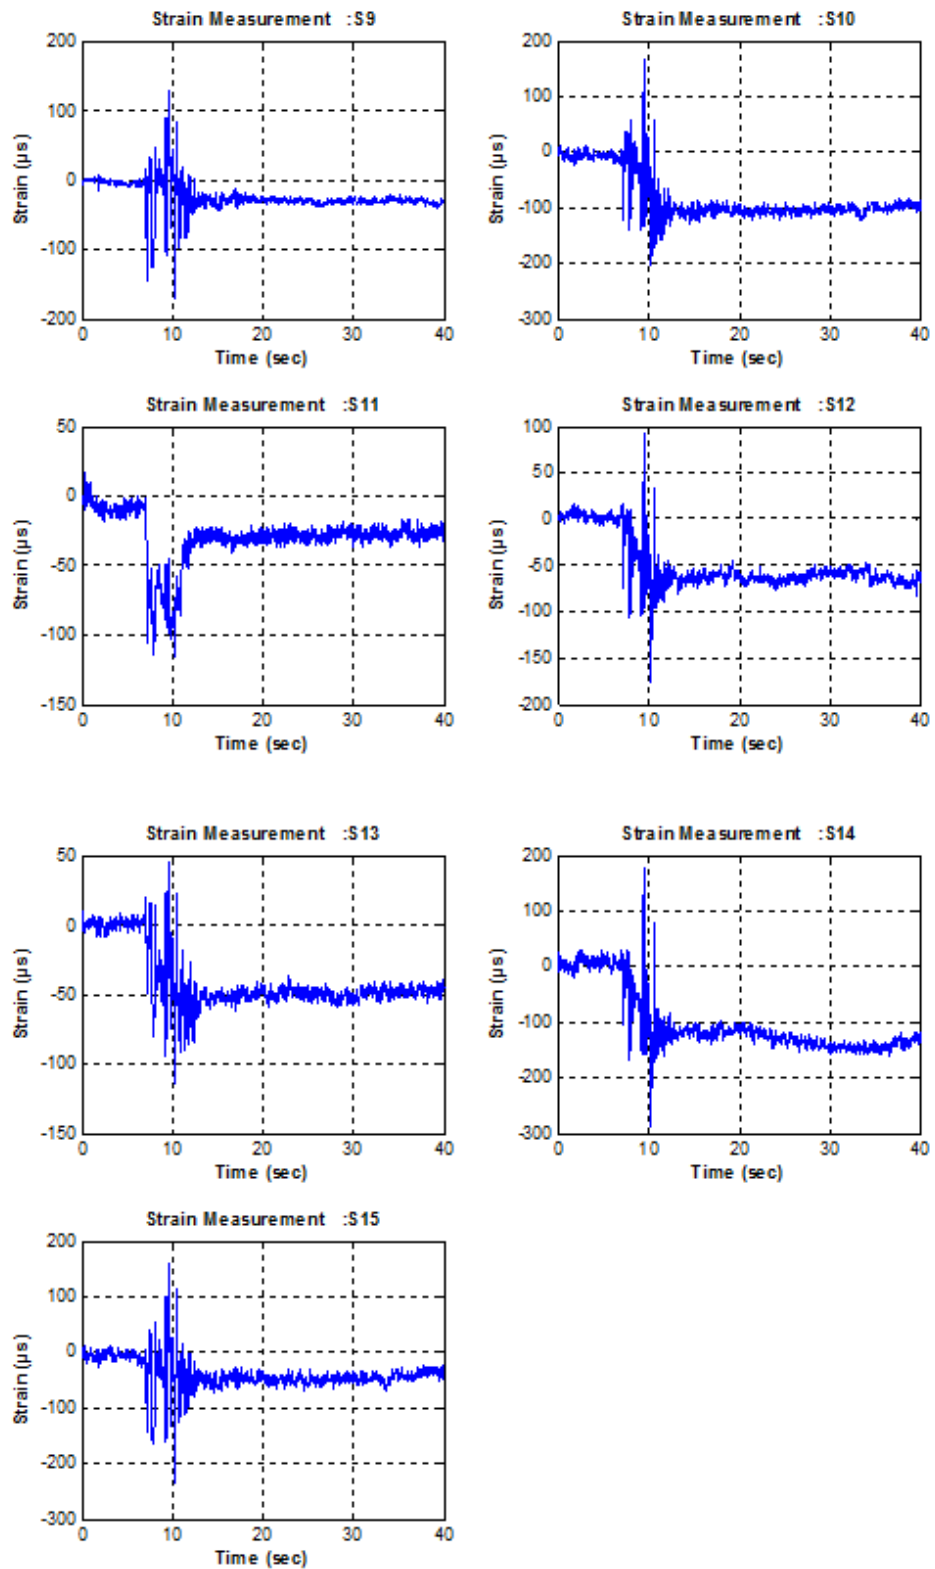 Strain Measurement :S9
200
100
0
-100
-200
Strain (µs)
0 10 20 30 40
Time (sec)
Strain Measurement :S10
200
100
0
-100
-200
-300
Strain (µs)
0 10 20 30 40
Time (sec)
Strain Measurement :S11
50
0
-50
-100
-150
Strain (µs)
0 10 20 30 40
Time (sec)
Strain Measurement :S12
100
50
0
-50
-100
-150
-200
Strain (µs)
0 10 20 30 40
Time (sec)
Strain Measurement :S13
50
0
-50
-100
-150
Strain (µs)
0 10 20 30 40
Time (sec)
Strain Measurement :S14
200
100
0
-100
-200
-300
Strain (µs)
0 10 20 30 40
Time (sec)
Strain Measurement :S15
200
100
0
-100
-200
-300
Strain (µs)
0 10 20 30 40
Time (sec)